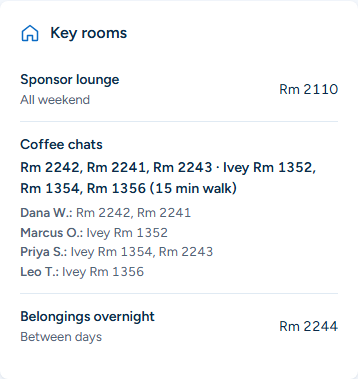 Key rooms
Sponsor lounge
All weekend
Rm 2110
Coffee chats
Rm 2242, Rm 2241, Rm 2243 · Ivey Rm 1352,
Rm 1354, Rm 1356 (15 min walk)
Dana W.: Rm 2242, Rm 2241
Marcus O.: Ivey Rm 1352
Priya S.: Ivey Rm 1354, Rm 2243
Leo T.: Ivey Rm 1356
Belongings overnight
Between days
Rm 2244